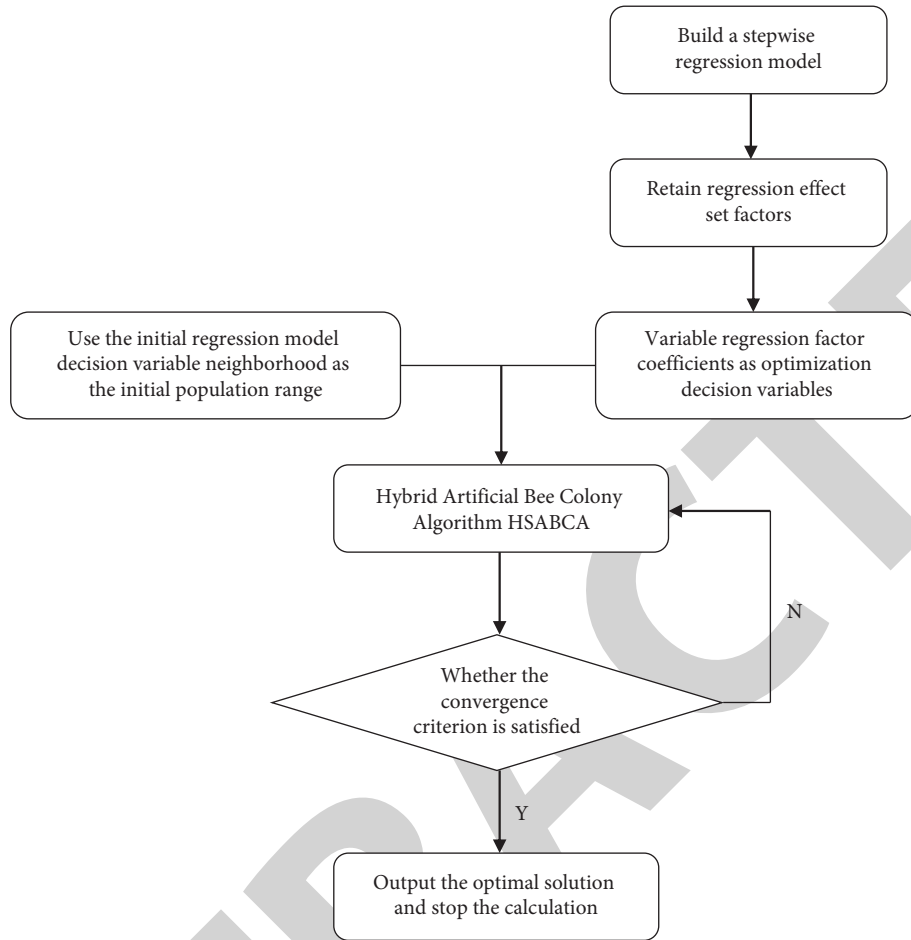 Build a stepwise
regression model
Retain regression effect
set factors
Use the initial regression model
decision variable neighborhood as
the initial population range
Variable regression factor
coefficients as optimization
decision variables
Hybrid Artificial Bee Colony
Algorithm HSABCA
N
Whether the
convergence
criterion is satisfied
Y
Output the optimal solution
and stop the calculation